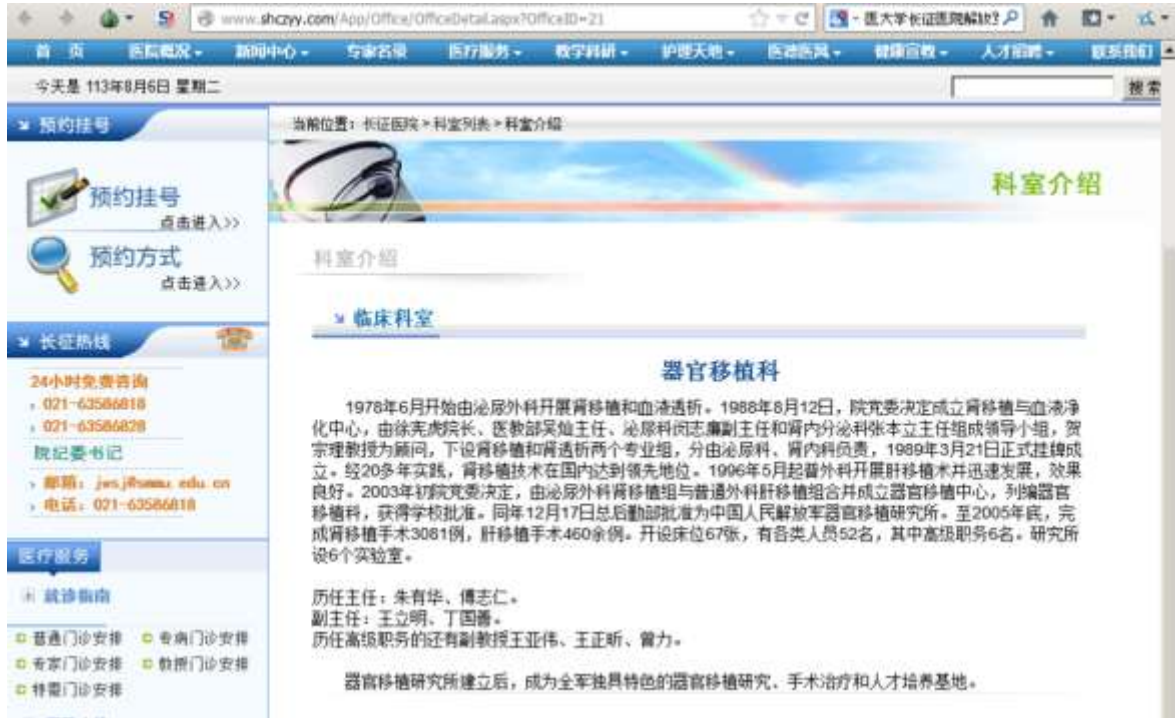 www.shczyy.com/App/Office/OfficeDetail.aspx?OfficeID=21
医大学长征医院解放?
首 页 医院概况 新闻中心 专家名录 医疗服务 教学科研 护理天地 医德医风 健康宣教 人才招聘 联系我们
今天是 113年8月6日 星期二
搜索
预约挂号
当前位置：长征医院 > 科室列表 > 科室介绍
科室介绍
预约挂号
点击进入>>
预约方式
点击进入>>
科室介绍
临床科室
长征热线
24小时免费咨询
021-63586818
021-63586828
院纪委书记
邮箱：jwsj@smmu.edu.cn
电话：021-63586818
器官移植科
1978年6月开始由泌尿外科开展肾移植和血液透析。1988年8月12日，院党委决定成立肾移植与血液净
化中心，由徐宪虎院长、医教部吴灿主任、泌尿科闵志廉副主任和肾内分泌科张本立主任组成领导小组，贺
宗理教授为顾问，下设肾移植和肾透析两个专业组，分由泌尿科、肾内科负责，1989年3月21日正式挂牌成
立。经20多年实践，肾移植技术在国内达到领先地位。1996年5月起普外科开展肝移植术并迅速发展，效果
良好。2003年初院党委决定，由泌尿外科肾移植组与普通外科肝移植组合并成立器官移植中心，列编器官
移植科，获得学校批准。同年12月17日总后勤部批准为中国人民解放军器官移植研究所。至2005年底，完
成肾移植手术3081例，肝移植手术460余例。开设床位67张，有各类人员52名，其中高级职务6名。研究所
设6个实验室。
历任主任：朱有华、傅志仁。
副主任：王立明、丁国善。
历任高级职务的还有副教授王亚伟、王正昕、曾力。
器官移植研究所建立后，成为全军独具特色的器官移植研究、手术治疗和人才培养基地。
医疗服务
就诊指南
普通门诊安排 专病门诊安排
专家门诊安排 教授门诊安排
特需门诊安排